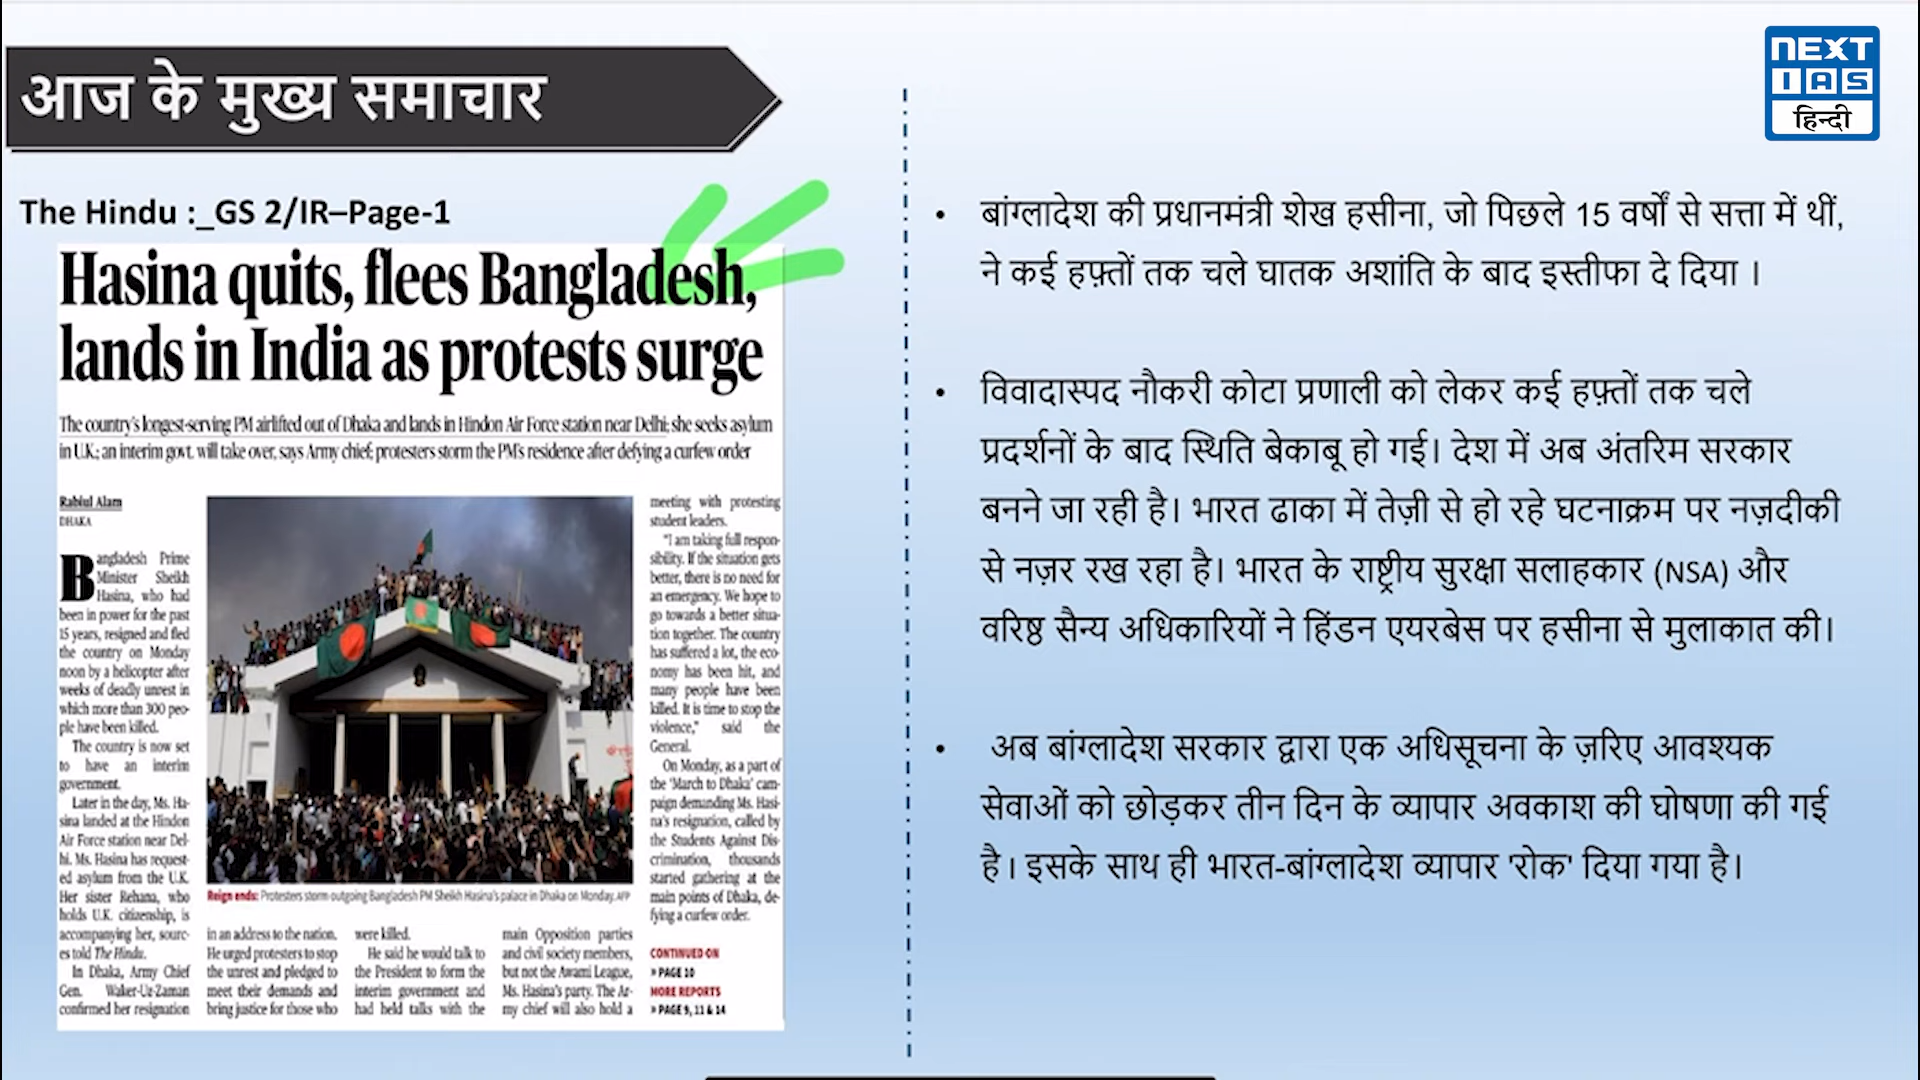 आज के मुख्य समाचार
NEXT
IAS
हिन्दी
The Hindu :_GS 2/IR–Page-1
Hasina quits, flees Bangladesh,
lands in India as protests surge
The country's longest-serving PM airlifted out of Dhaka and lands in Hindon Air Force station near Delhi; she seeks asylum
in U.K.; an interim govt. will take over, says Army chief; protesters storm the PM's residence after defying a curfew order
Rabiul Alam
DHAKA
Bangladesh Prime
Minister Sheikh
Hasina, who had
been in power for the past
15 years, resigned and fled
the country on Monday
noon by a helicopter after
weeks of deadly unrest in
which more than 300 peo-
ple have been killed.
The country is now set
to have an interim
government.
Later in the day, Ms. Ha-
sina landed at the Hindon
Air Force station near Del-
hi. Ms. Hasina has request-
ed asylum from the U.K.
Her sister Rehana, who
holds U.K. citizenship, is
accompanying her, sourc-
es told The Hindu.
In Dhaka, Army Chief
Gen. Waker-Uz-Zaman
confirmed her resignation
Reign ends: Protesters storm outgoing Bangladesh PM Sheikh Hasina's palace in Dhaka on Monday. AFP
in an address to the nation.
He urged protesters to stop
the unrest and pledged to
meet their demands and
bring justice for those who
were killed.
He said he would talk to
the President to form the
interim government and
had held talks with the
main Opposition parties
and civil society members,
but not the Awami League,
Ms. Hasina's party. The Ar-
my chief will also hold a
meeting with protesting
student leaders.
"I am taking full respon-
sibility. If the situation gets
better, there is no need for
an emergency. We hope to
go towards a better situa-
tion together. The country
has suffered a lot, the eco-
nomy has been hit, and
many people have been
killed. It is time to stop the
violence," said the
General.
On Monday, as a part of
the 'March to Dhaka' cam-
paign demanding Ms. Hasi-
na's resignation, called by
the Students Against Dis-
crimination, thousands
started gathering at the
main points of Dhaka, de-
fying a curfew order.
CONTINUED ON
» PAGE 10
MORE REPORTS
» PAGE 9, 11 & 14
• बांग्लादेश की प्रधानमंत्री शेख हसीना, जो पिछले 15 वर्षों से सत्ता में थीं,
ने कई हफ़्तों तक चले घातक अशांति के बाद इस्तीफा दे दिया ।
• विवादास्पद नौकरी कोटा प्रणाली को लेकर कई हफ़्तों तक चले
प्रदर्शनों के बाद स्थिति बेकाबू हो गई। देश में अब अंतरिम सरकार
बनने जा रही है। भारत ढाका में तेज़ी से हो रहे घटनाक्रम पर नज़दीकी
से नज़र रख रहा है। भारत के राष्ट्रीय सुरक्षा सलाहकार (NSA) और
वरिष्ठ सैन्य अधिकारियों ने हिंडन एयरबेस पर हसीना से मुलाकात की।
• अब बांग्लादेश सरकार द्वारा एक अधिसूचना के ज़रिए आवश्यक
सेवाओं को छोड़कर तीन दिन के व्यापार अवकाश की घोषणा की गई
है। इसके साथ ही भारत-बांग्लादेश व्यापार 'रोक' दिया गया है।